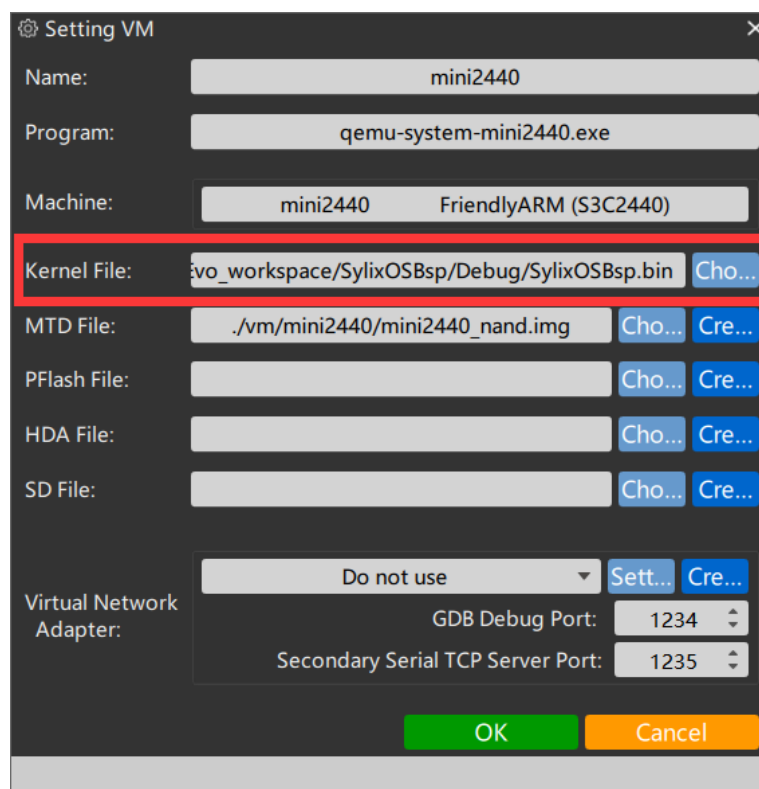 Setting VM
Name: mini2440
Program: qemu-system-mini2440.exe
Machine: mini2440 FriendlyARM (S3C2440)
Kernel File: Evo_workspace/SylixOSBsp/Debug/SylixOSBsp.bin Cho...
MTD File: ./vm/mini2440/mini2440_nand.img Cho... Cre...
PFlash File: Cho... Cre...
HDA File: Cho... Cre...
SD File: Cho... Cre...
Do not use Sett... Cre...
Virtual Network
Adapter:
GDB Debug Port: 1234
Secondary Serial TCP Server Port: 1235
OK Cancel